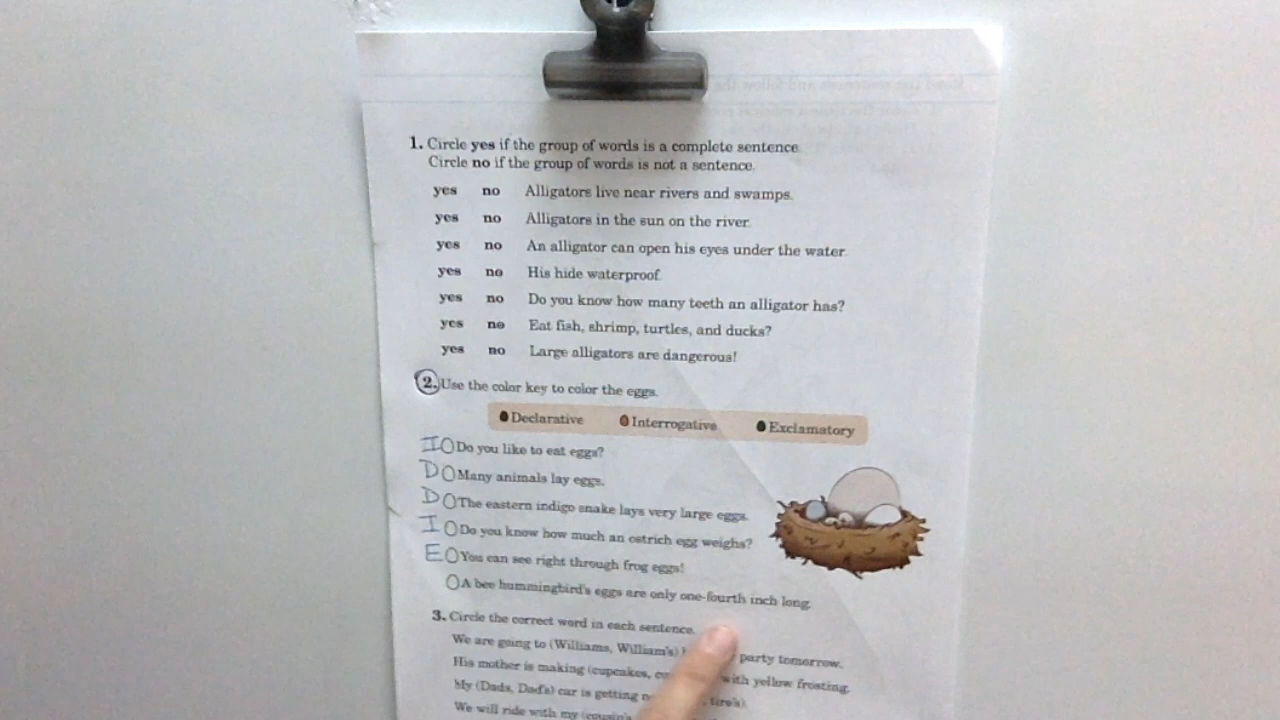 1. Circle yes if the group of words is a complete sentence.
Circle no if the group of words is not a sentence.
yes no Alligators live near rivers and swamps.
yes no Alligators in the sun on the river.
yes no An alligator can open his eyes under the water.
yes no His hide waterproof.
yes no Do you know how many teeth an alligator has?
yes no Eat fish, shrimp, turtles, and ducks?
yes no Large alligators are dangerous!
2. Use the color key to color the eggs.
Declarative Interrogative Exclamatory
I Do you like to eat eggs?
D Many animals lay eggs.
D The eastern indigo snake lays very large eggs.
I Do you know how much an ostrich egg weighs?
E You can see right through frog eggs!
A bee hummingbird's eggs are only one-fourth inch long.
3. Circle the correct word in each sentence.
We are going to (Williams, William's) party tomorrow.
His mother is making (cupcakes, with yellow frosting.
My (Dads, Dad's) car is getting tire's).
We will ride with my (cousin's